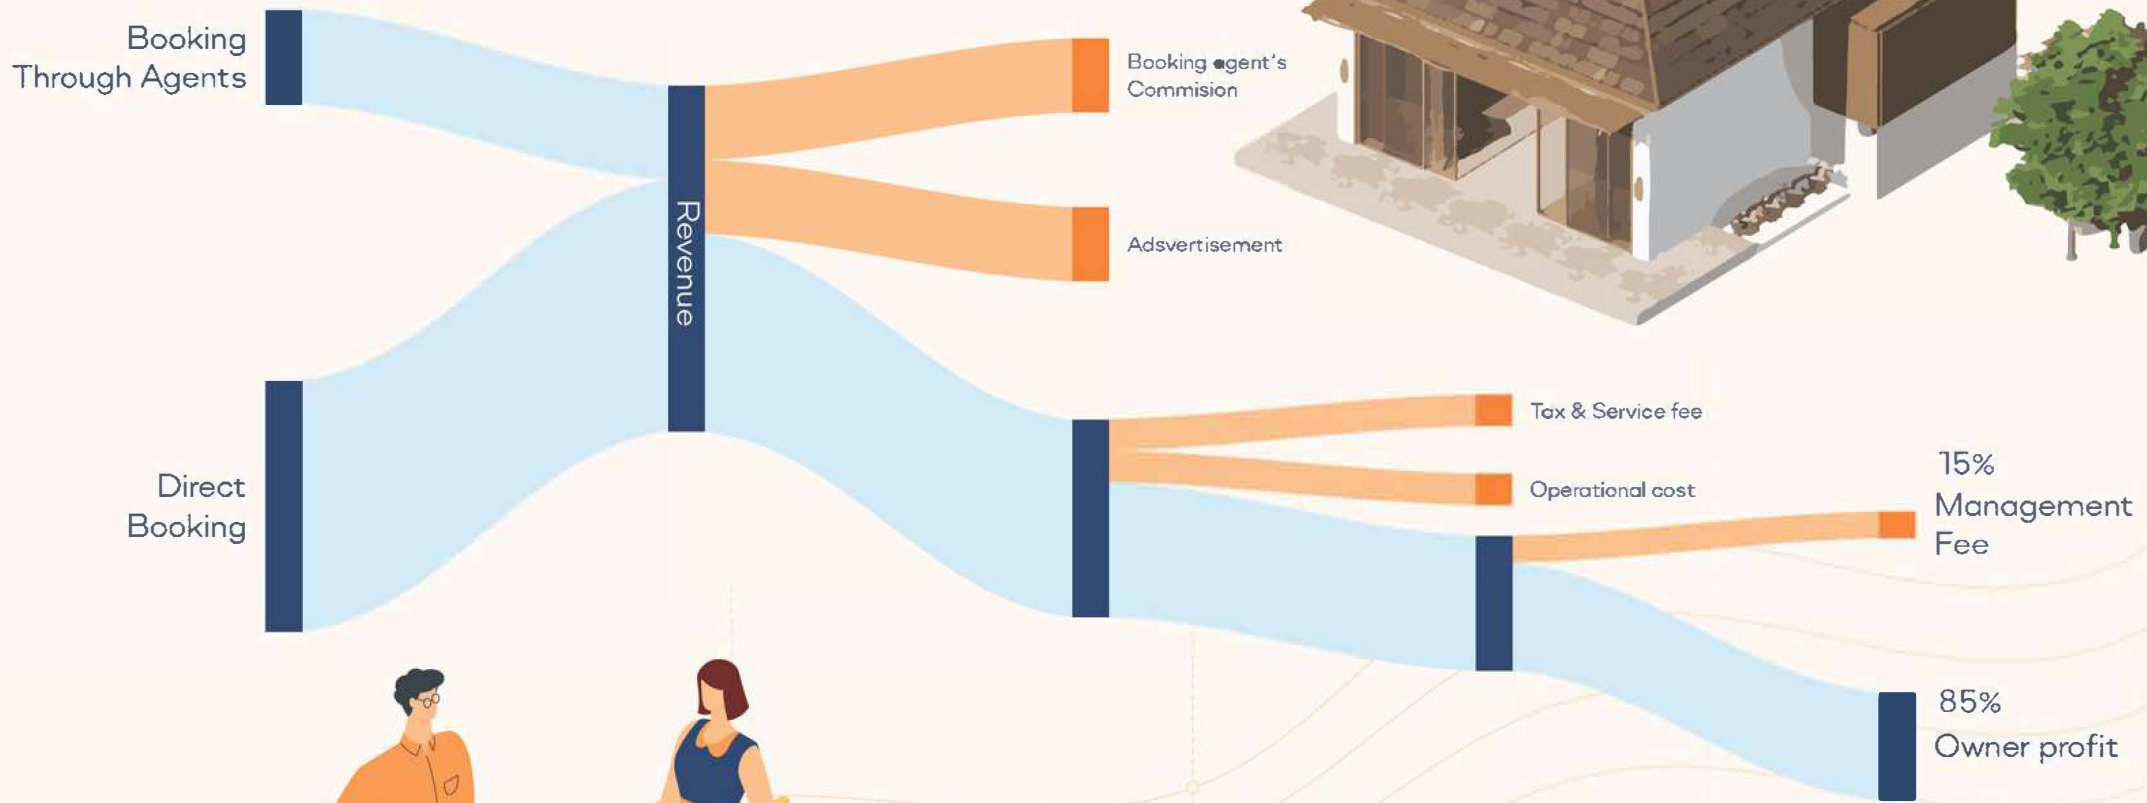 Booking
Through Agents
Direct
Booking
Revenue
Booking agent's
Commision
Adsvertisement
Tax & Service fee
Operational cost
15%
Management
Fee
85%
Owner profit